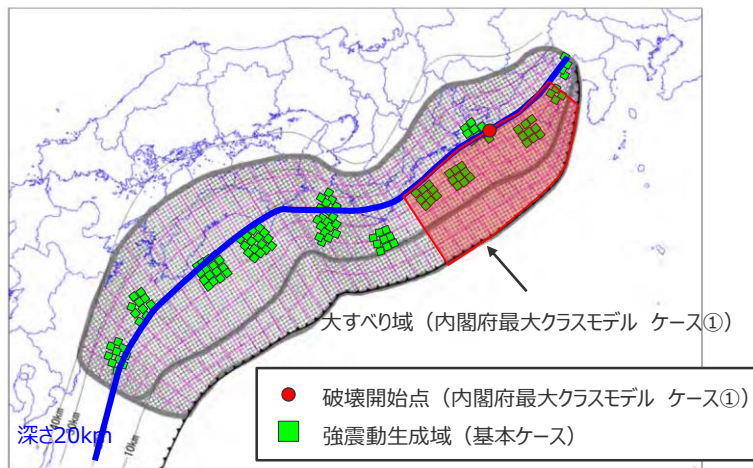 大すべり域（内閣府最大クラスモデル　ケース①）
破壊開始点（内閣府最大クラスモデル　ケース①）
強震動生成域（基本ケース）
40km
30km
深さ20km
10km